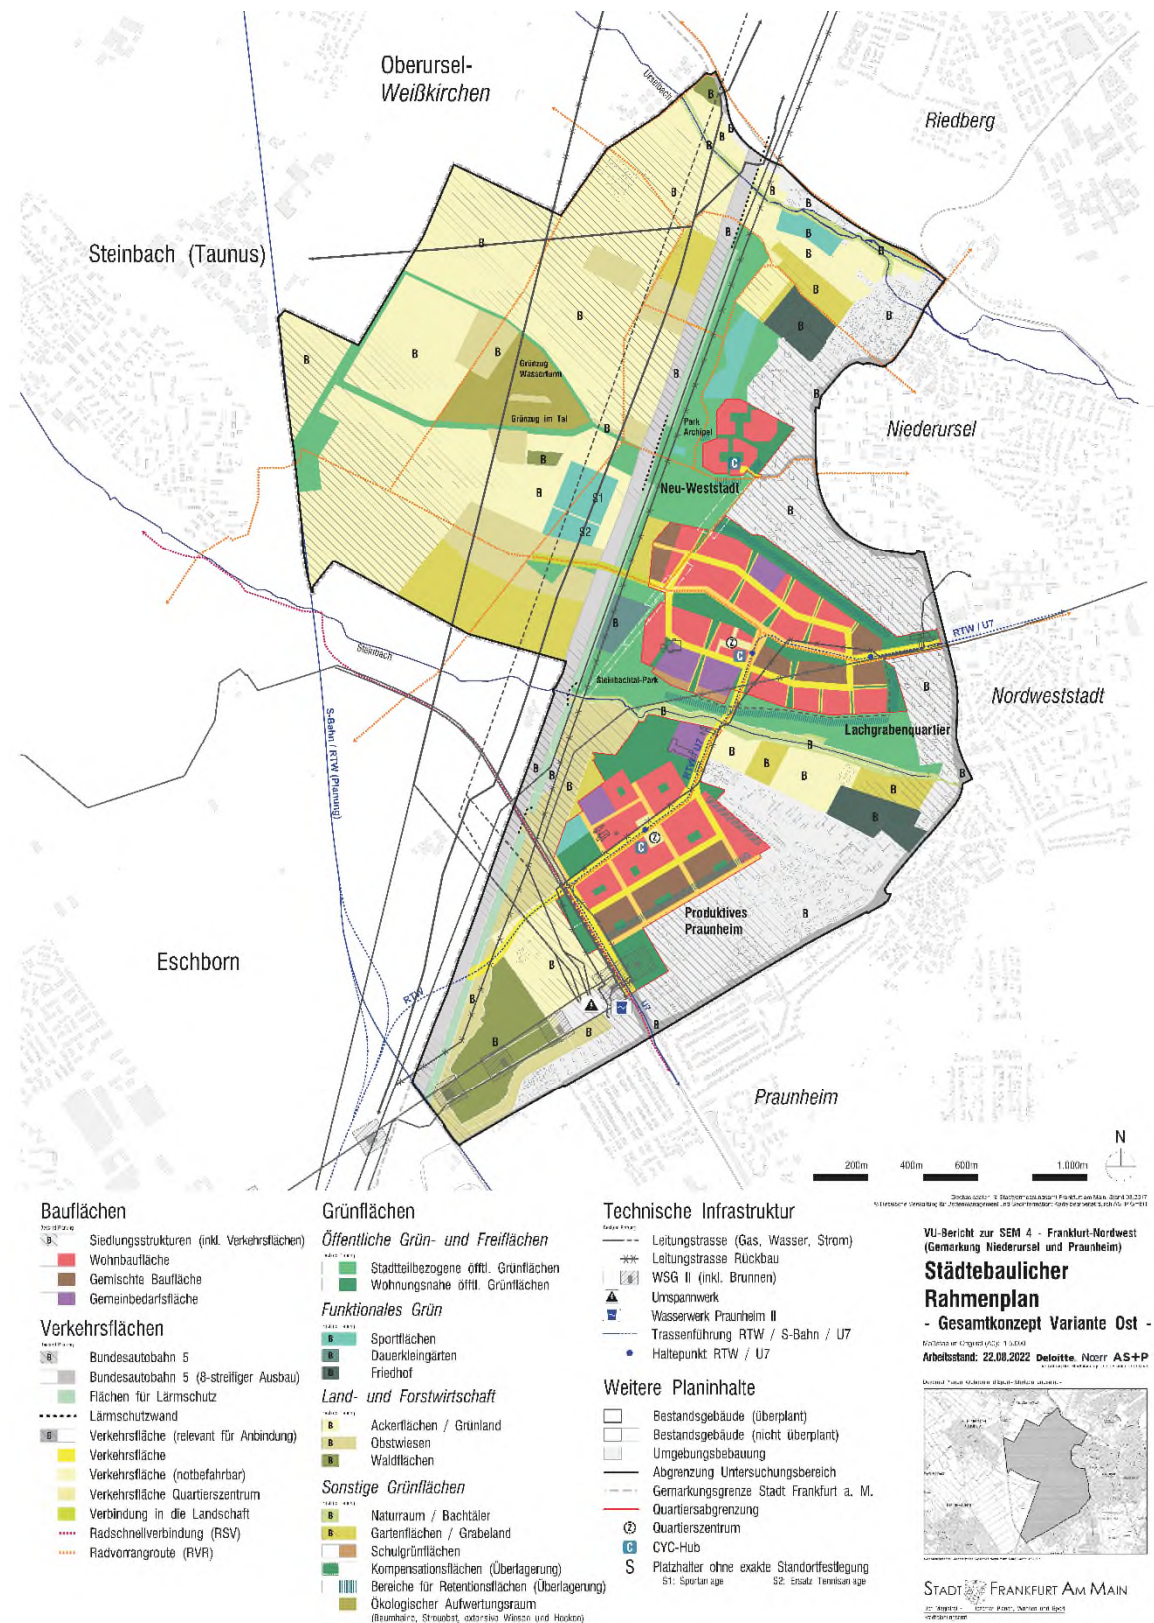 Oberursel-
Weißkirchen
Urselbach
Riedberg
Steinbach (Taunus)
Grünzug
Wasserturm
Grünzug im Tal
Park
Archipel
Niederursel
Neu-Weststadt
S1
S2
RTW / U7
Steinbach
Steinbachtal-Park
Nordweststadt
Lachgrabenquartier
S-Bahn / RTW (Planung)
RTW / U7
Produktives
Praunheim
Eschborn
RTW
U7
Praunheim
N
200m 400m 600m 1.000m
Bauflächen
B Siedlungsstrukturen (inkl. Verkehrsflächen)
Wohnbaufläche
Gemischte Baufläche
Gemeinbedarfsfläche
Verkehrsflächen
B Bundesautobahn 5
Bundesautobahn 5 (8-streifiger Ausbau)
Flächen für Lärmschutz
Lärmschutzwand
B Verkehrsfläche (relevant für Anbindung)
Verkehrsfläche
Verkehrsfläche (notbefahrbar)
Verkehrsfläche Quartierszentrum
Verbindung in die Landschaft
Radschnellverbindung (RSV)
Radvorrangroute (RVR)
Grünflächen
Öffentliche Grün- und Freiflächen
Stadtteilbezogene öfftl. Grünflächen
Wohnungsnahe öfftl. Grünflächen
Funktionales Grün
B Sportflächen
B Dauerkleingärten
B Friedhof
Land- und Forstwirtschaft
B Ackerflächen / Grünland
B Obstwiesen
B Waldflächen
Sonstige Grünflächen
B Naturraum / Bachtäler
B Gartenflächen / Grabeland
Schulgrünflächen
Kompensationsflächen (Überlagerung)
Bereiche für Retentionsflächen (Überlagerung)
Ökologischer Aufwertungsraum
(Baumhaine, Streuobst, extensive Wiesen und Hecken)
Technische Infrastruktur
Leitungstrasse (Gas, Wasser, Strom)
Leitungstrasse Rückbau
WSG II (inkl. Brunnen)
Umspannwerk
Wasserwerk Praunheim II
Trassenführung RTW / S-Bahn / U7
Haltepunkt RTW / U7
Weitere Planinhalte
Bestandsgebäude (überplant)
Bestandsgebäude (nicht überplant)
Umgebungsbebauung
Abgrenzung Untersuchungsbereich
Gemarkungsgrenze Stadt Frankfurt a. M.
Quartiersabgrenzung
Z Quartierszentrum
C CYC-Hub
S Platzhalter ohne exakte Standortfestlegung
S1: Sportanlage S2: Ersatz Tennisanlage
VU-Bericht zur SEM 4 - Frankfurt-Nordwest
(Gemarkung Niederursel und Praunheim)
Städtebaulicher
Rahmenplan
- Gesamtkonzept Variante Ost -
Arbeitsstand: 22.08.2022 Deloitte. Nœrr AS+P
STADT FRANKFURT AM MAIN